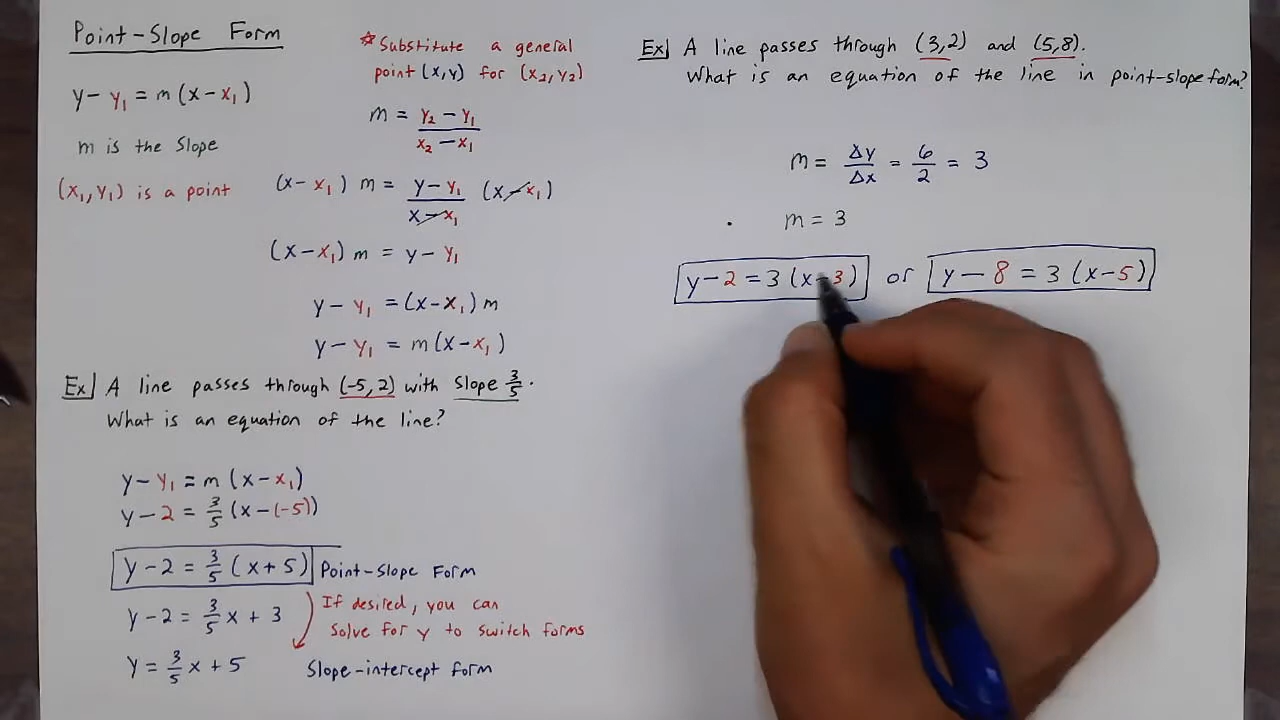 Point-Slope Form
y - y₁ = m(x - x₁)
m is the slope
(x₁, y₁) is a point
*Substitute a general
point (x,y) for (x₂, y₂)
m = y₂ - y₁ / x₂ - x₁
(x - x₁) m = y - y₁ / x - x₁ (x - x₁)
(x - x₁) m = y - y₁
y - y₁ = (x - x₁) m
y - y₁ = m(x - x₁)
Ex| A line passes through (-5, 2) with slope 3/5.
What is an equation of the line?
y - y₁ = m (x - x₁)
y - 2 = 3/5 (x - (-5))
y - 2 = 3/5 (x + 5) Point-Slope Form
y - 2 = 3/5 x + 3
If desired, you can
solve for y to switch forms
y = 3/5 x + 5 Slope-intercept form
Ex| A line passes through (3,2) and (5,8).
What is an equation of the line in point-slope form?
m = Δy/Δx = 6/2 = 3
m = 3
y - 2 = 3 (x - 3) or y - 8 = 3 (x - 5)